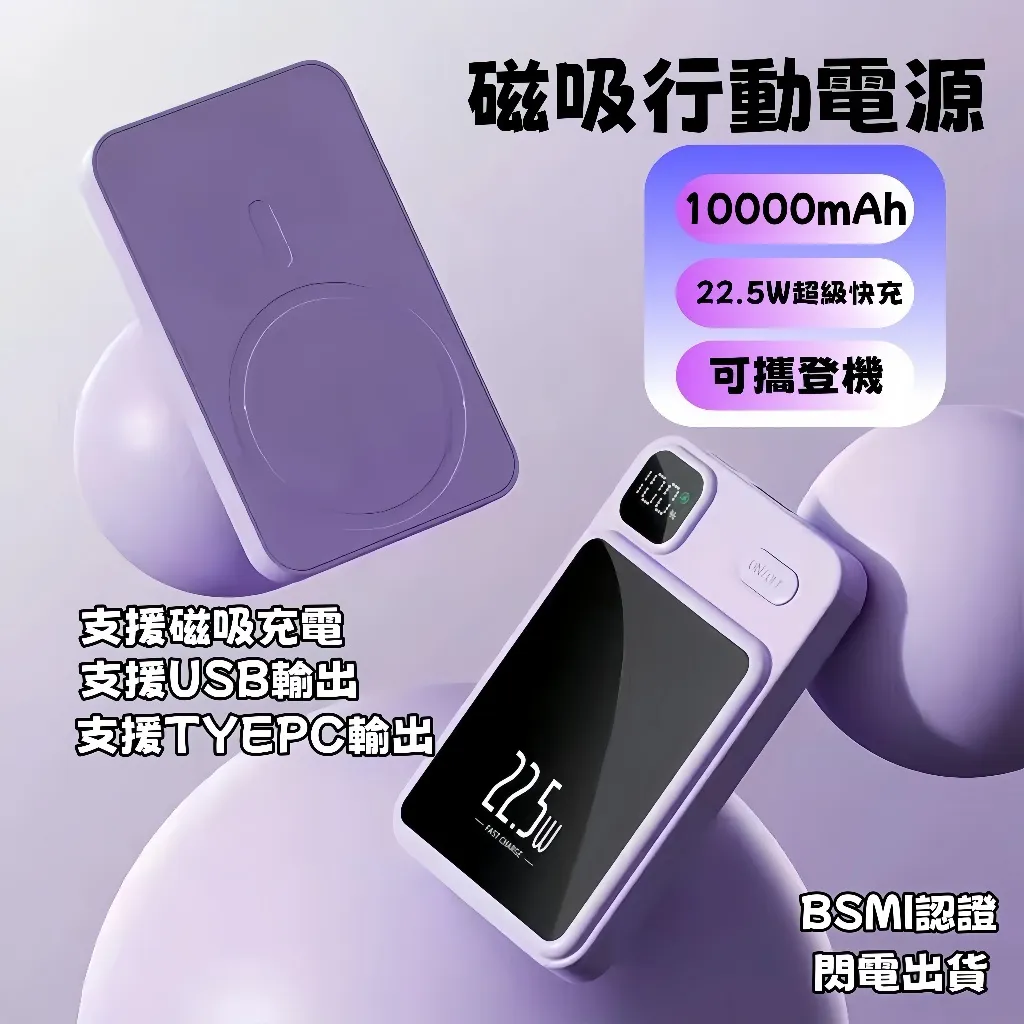 磁吸行動電源
10000mAh
22.5W超級快充
可攜登機
100%
ON/OFF
支援磁吸充電
支援USB輸出
支援TYEPC輸出
22.5W
FAST CHARGE
BSMI認證
閃電出貨